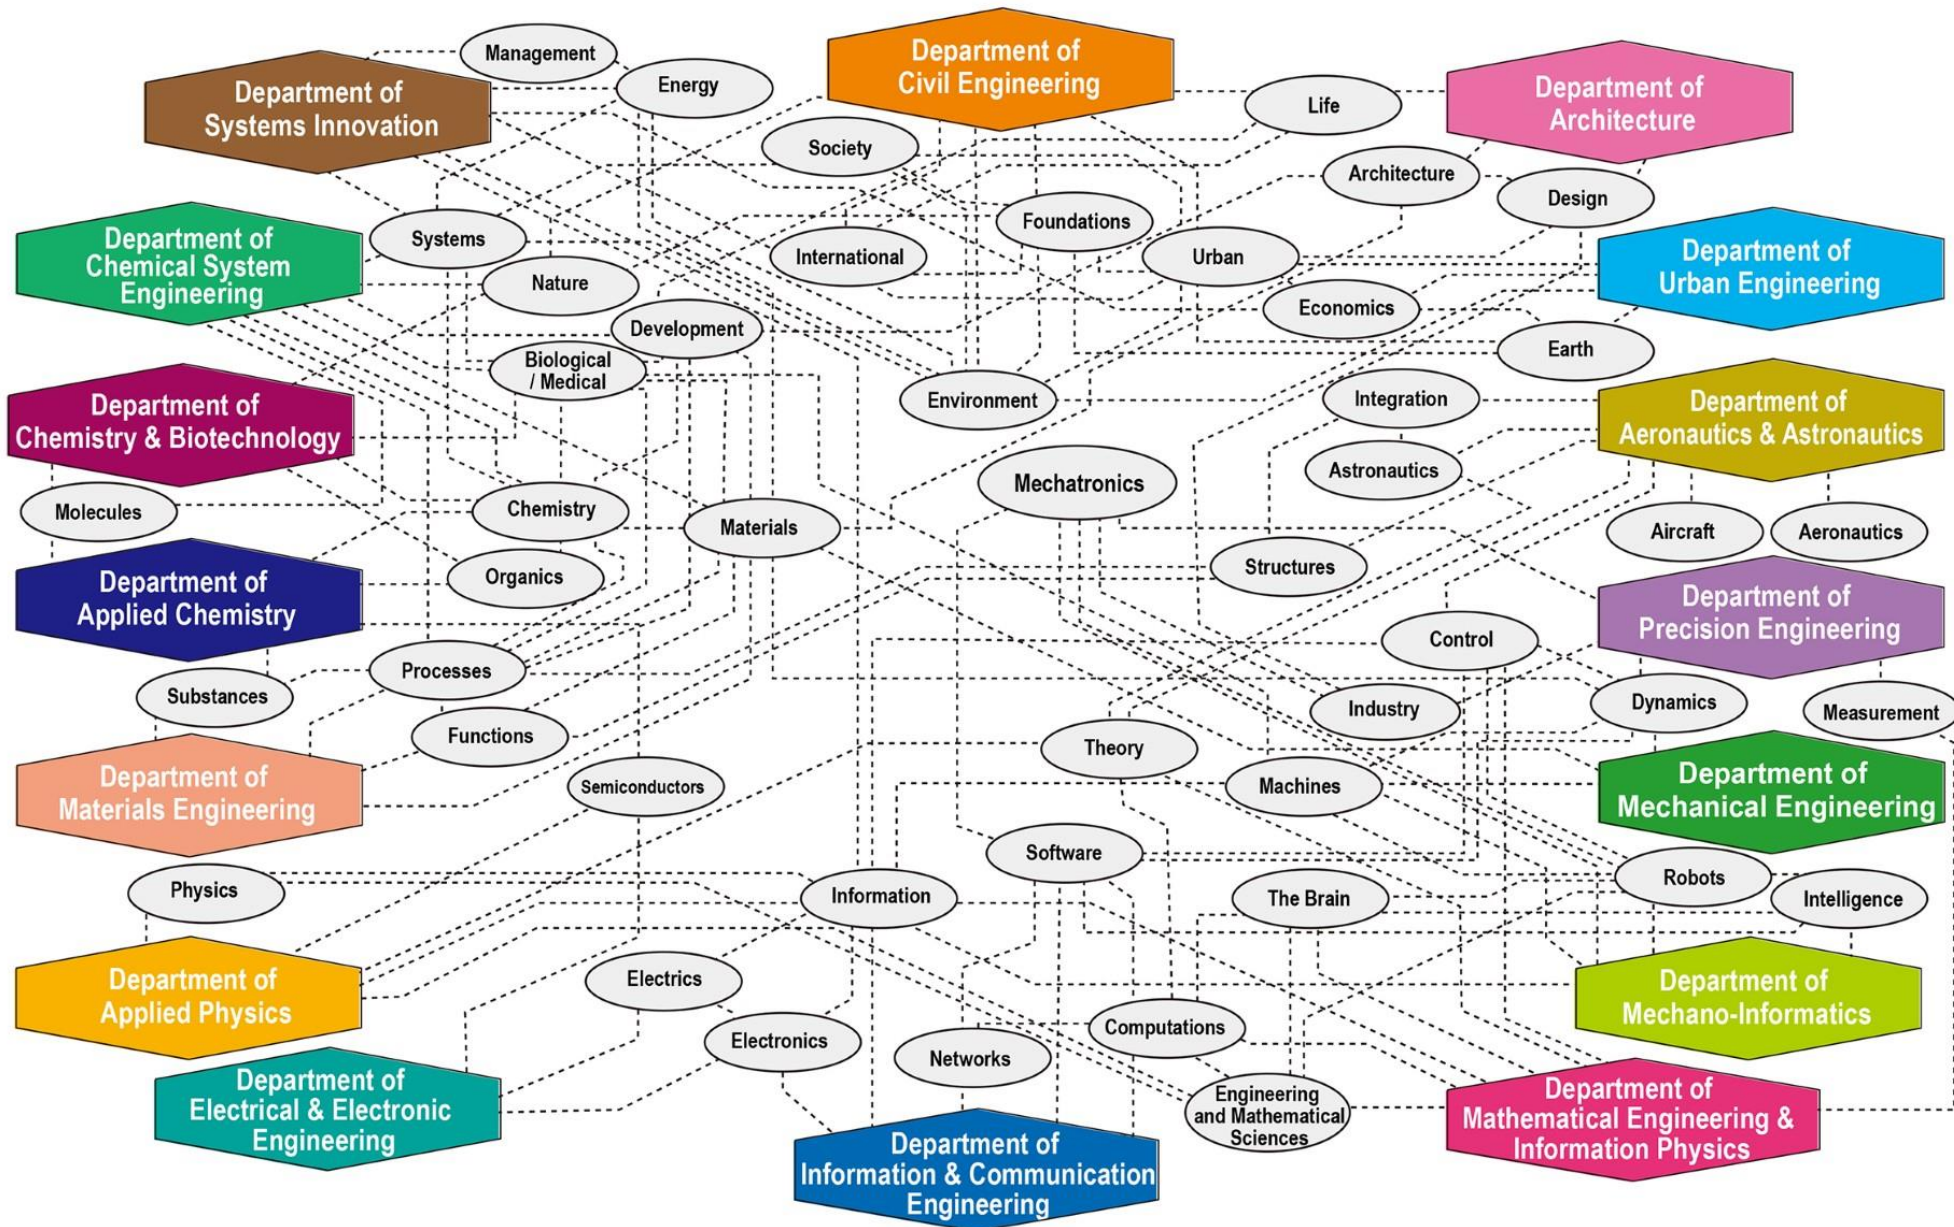 Management
Energy
Department of
Systems Innovation
Department of
Civil Engineering
Life
Department of
Architecture
Society
Architecture
Design
Systems
Foundations
International
Urban
Nature
Department of
Chemical System
Engineering
Department of
Urban Engineering
Economics
Development
Earth
Biological
/ Medical
Environment
Integration
Department of
Chemistry & Biotechnology
Department of
Aeronautics & Astronautics
Astronautics
Mechatronics
Molecules
Chemistry
Materials
Aircraft
Aeronautics
Organics
Structures
Department of
Applied Chemistry
Department of
Precision Engineering
Control
Processes
Substances
Functions
Industry
Dynamics
Measurement
Theory
Department of
Materials Engineering
Semiconductors
Machines
Department of
Mechanical Engineering
Software
Physics
Information
The Brain
Robots
Intelligence
Department of
Applied Physics
Electrics
Department of
Mechano-Informatics
Electronics
Networks
Computations
Department of
Electrical & Electronic
Engineering
Engineering
and Mathematical
Sciences
Department of
Mathematical Engineering &
Information Physics
Department of
Information & Communication
Engineering